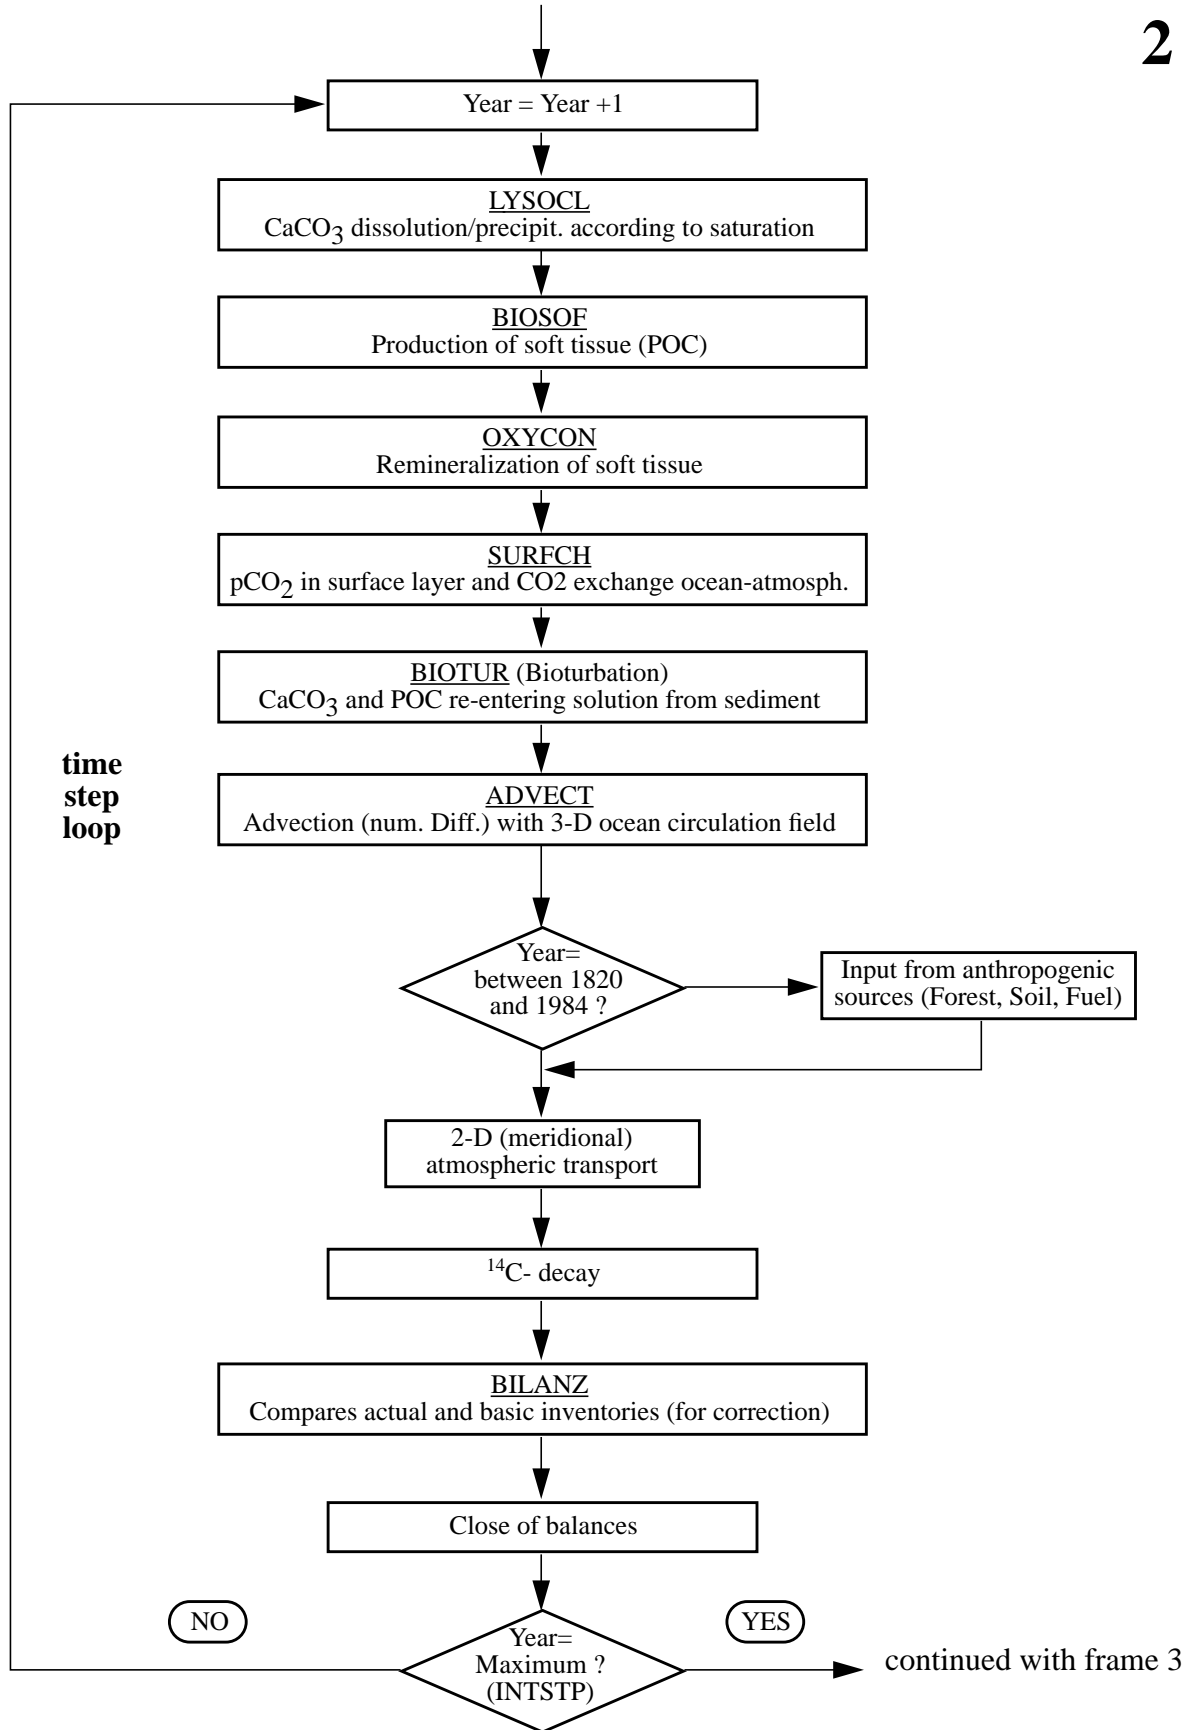 2
Year = Year +1
LYSOCL
CaCO3 dissolution/precipit. according to saturation
BIOSOF
Production of soft tissue (POC)
OXYCON
Remineralization of soft tissue
SURFCH
pCO2 in surface layer and CO2 exchange ocean-atmosph.
BIOTUR (Bioturbation)
CaCO3 and POC re-entering solution from sediment
time
step
loop
ADVECT
Advection (num. Diff.) with 3-D ocean circulation field
Year=
between 1820
and 1984 ?
Input from anthropogenic
sources (Forest, Soil, Fuel)
2-D (meridional)
atmospheric transport
14C- decay
BILANZ
Compares actual and basic inventories (for correction)
Close of balances
NO
YES
Year=
Maximum ?
(INTSTP)
continued with frame 3